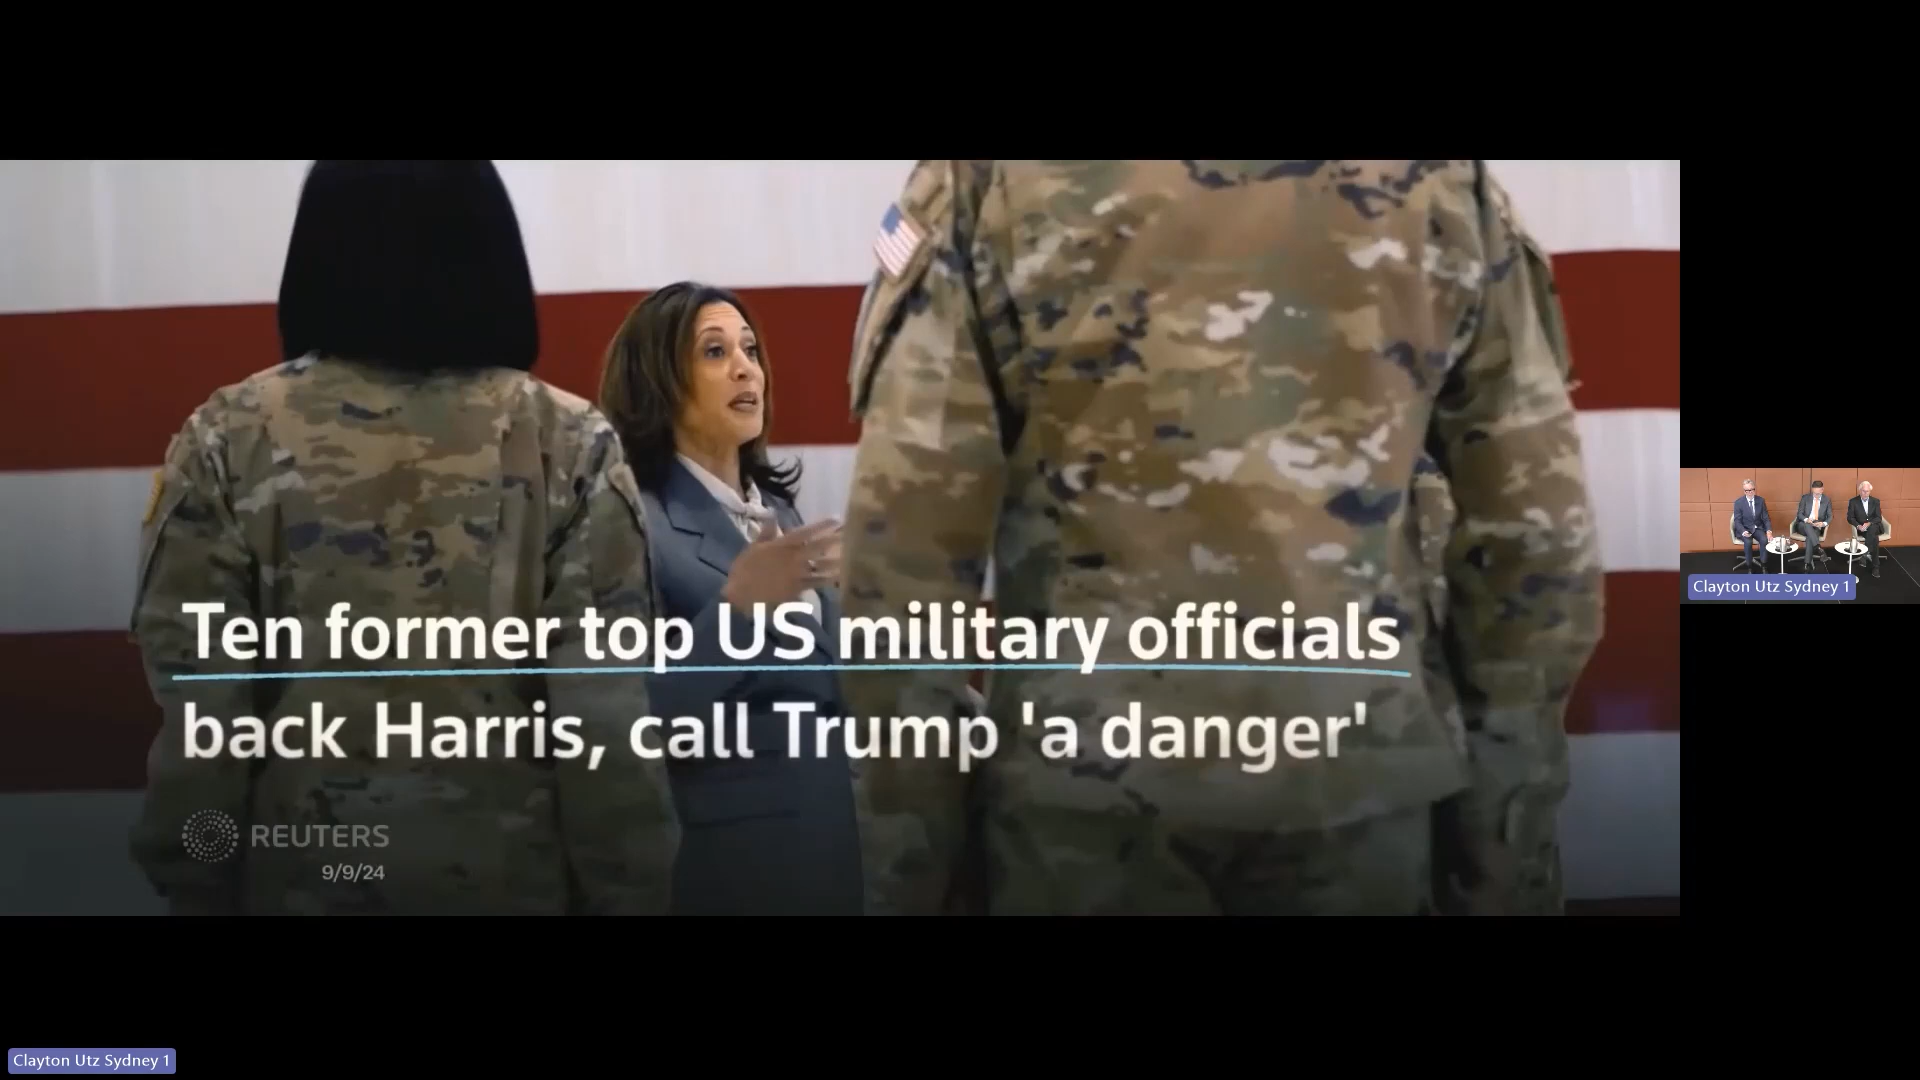 Ten former top US military officials
back Harris, call Trump 'a danger'
REUTERS
9/9/24
Clayton Utz Sydney 1
Clayton Utz Sydney 1